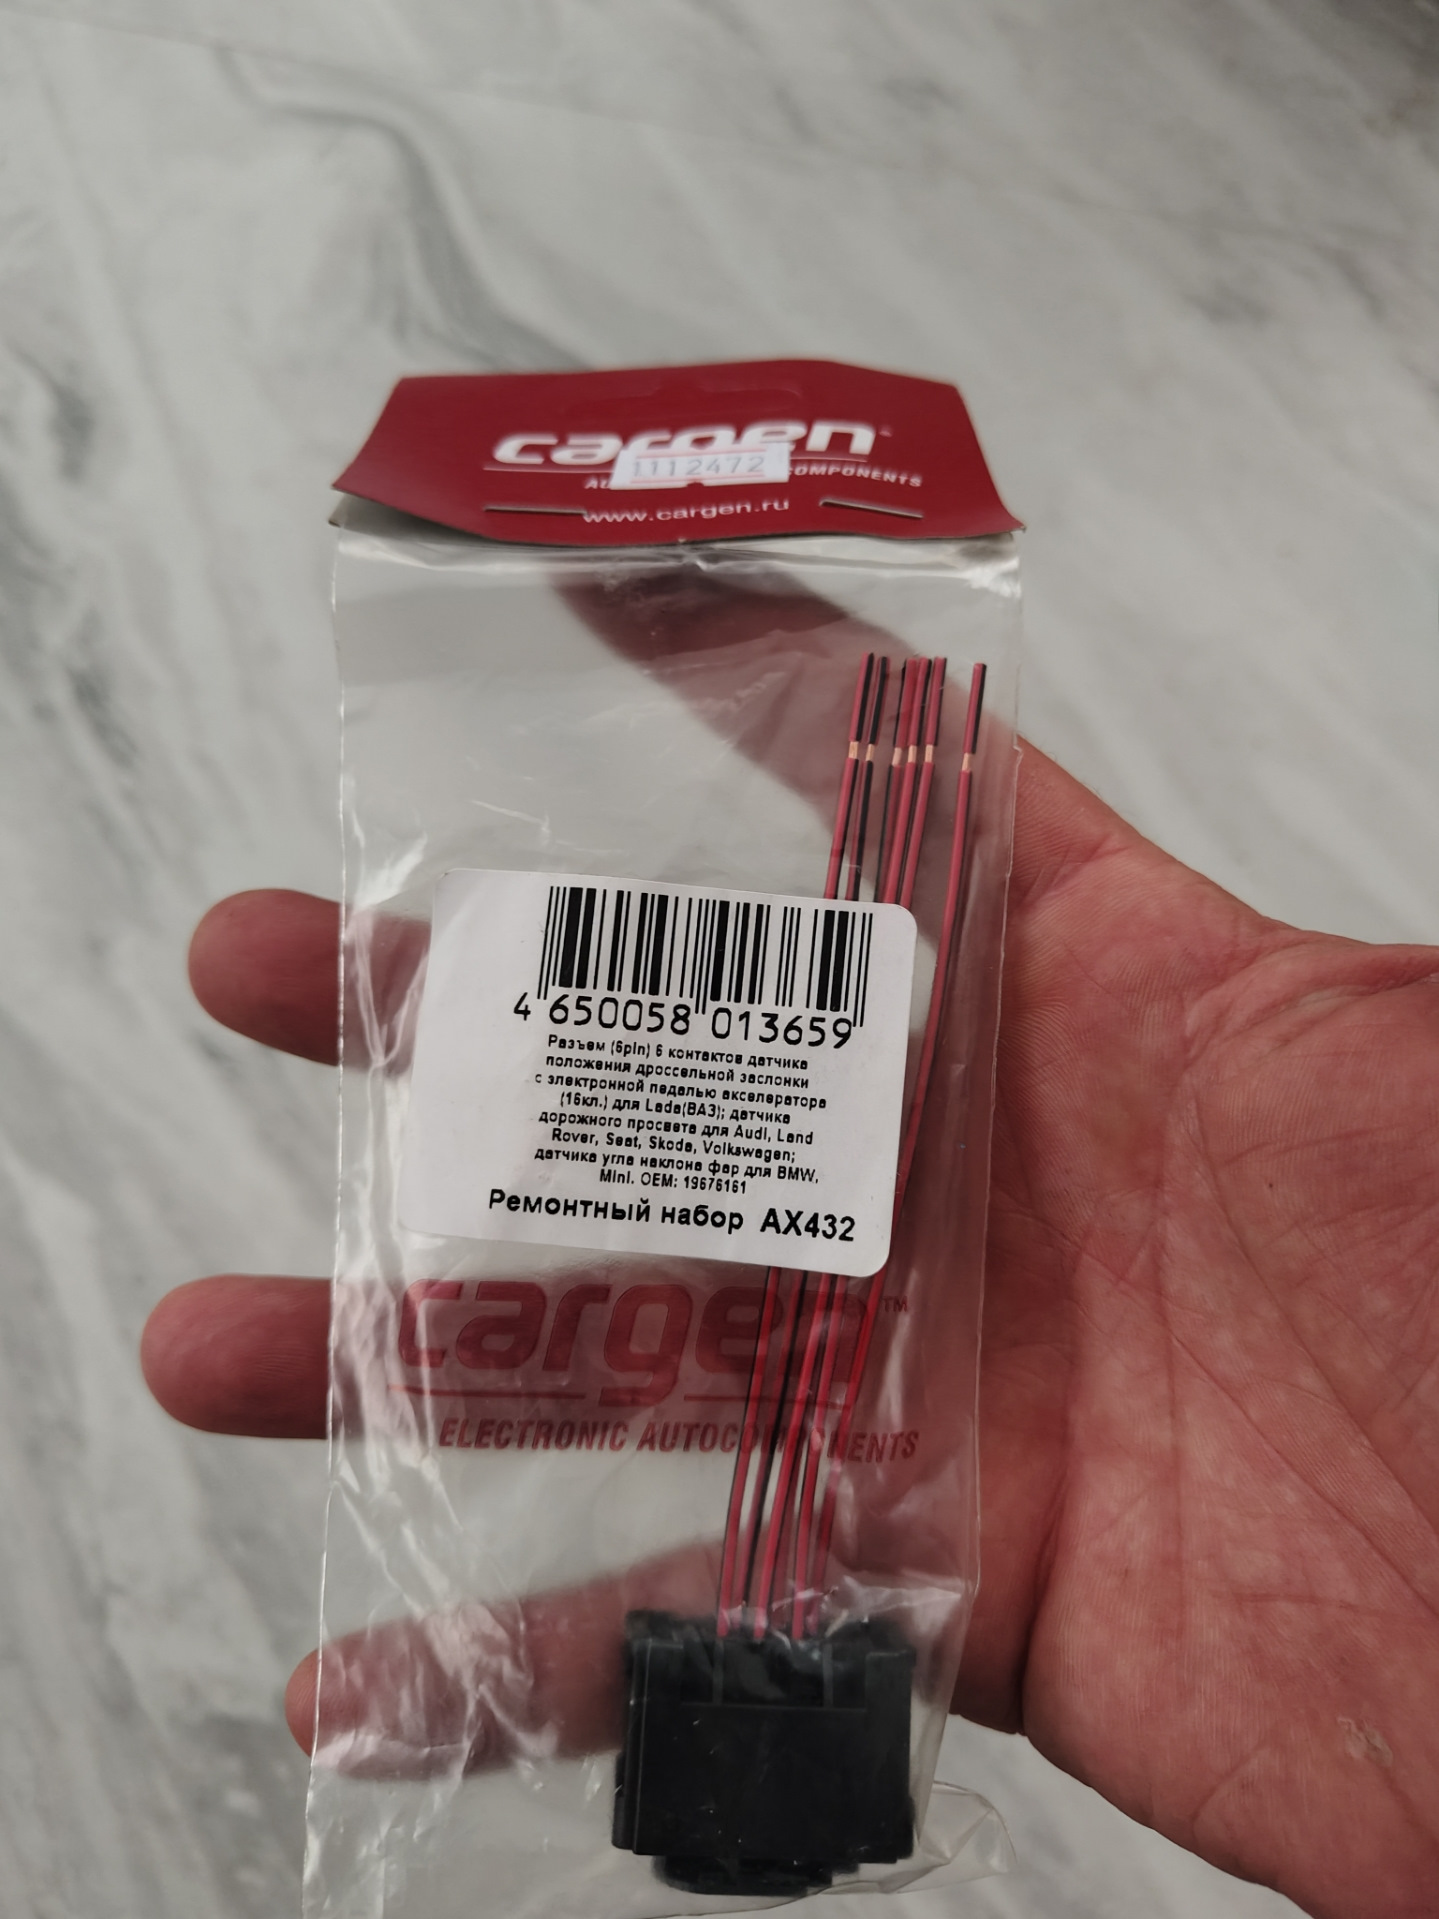 cargen
1112472
COMPONENTS
www.cargen.ru
4 650058 013659
Разъем (6pin) 6 контактов датчика
положения дроссельной заслонки
с электронной педалью акселератора
(16кл.) для Lada(ВАЗ); датчика
дорожного просвета для Audi, Land
Rover, Seat, Skoda, Volkswagen;
датчика угла наклона фар для BMW,
Mini. OEM: 19676161
Ремонтный набор AX432
cargen™
ELECTRONIC AUTOCOMPONENTS